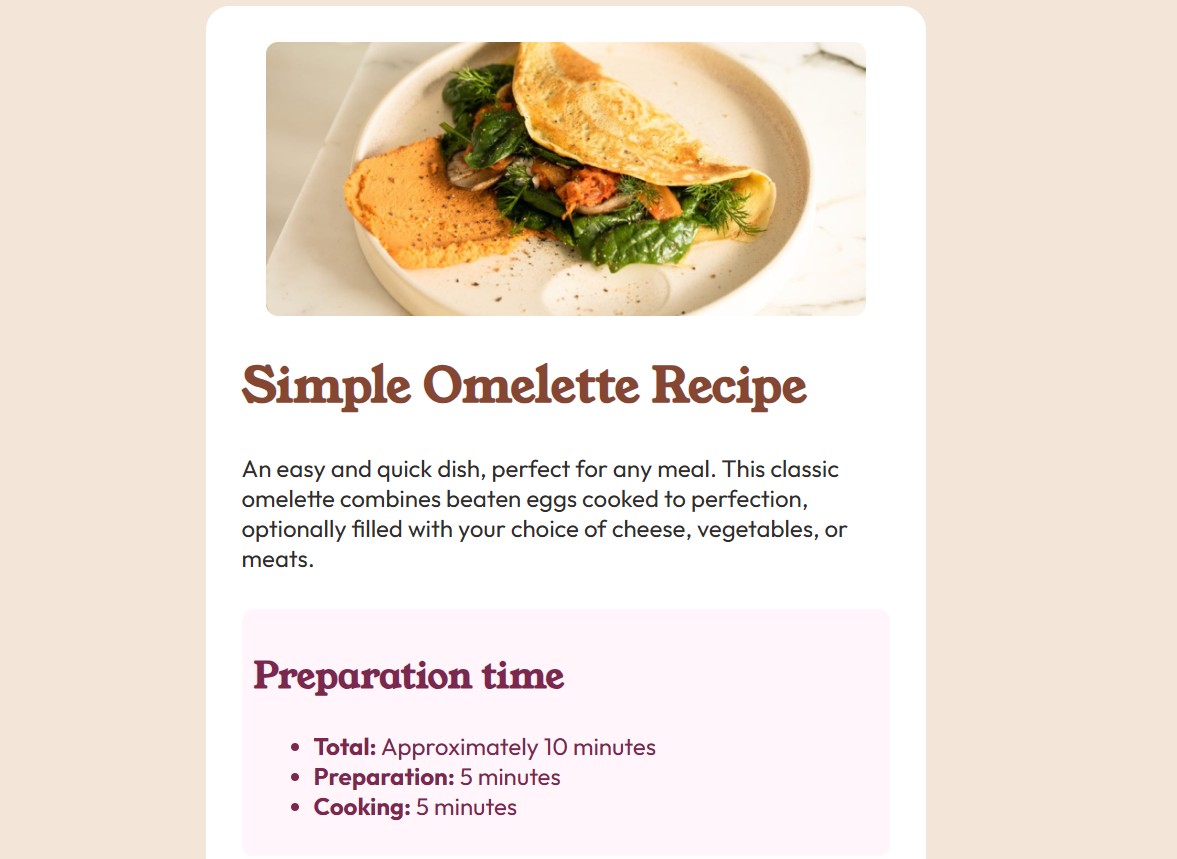 Simple Omelette Recipe
An easy and quick dish, perfect for any meal. This classic
omelette combines beaten eggs cooked to perfection,
optionally filled with your choice of cheese, vegetables, or
meats.
Preparation time
• Total: Approximately 10 minutes
• Preparation: 5 minutes
• Cooking: 5 minutes